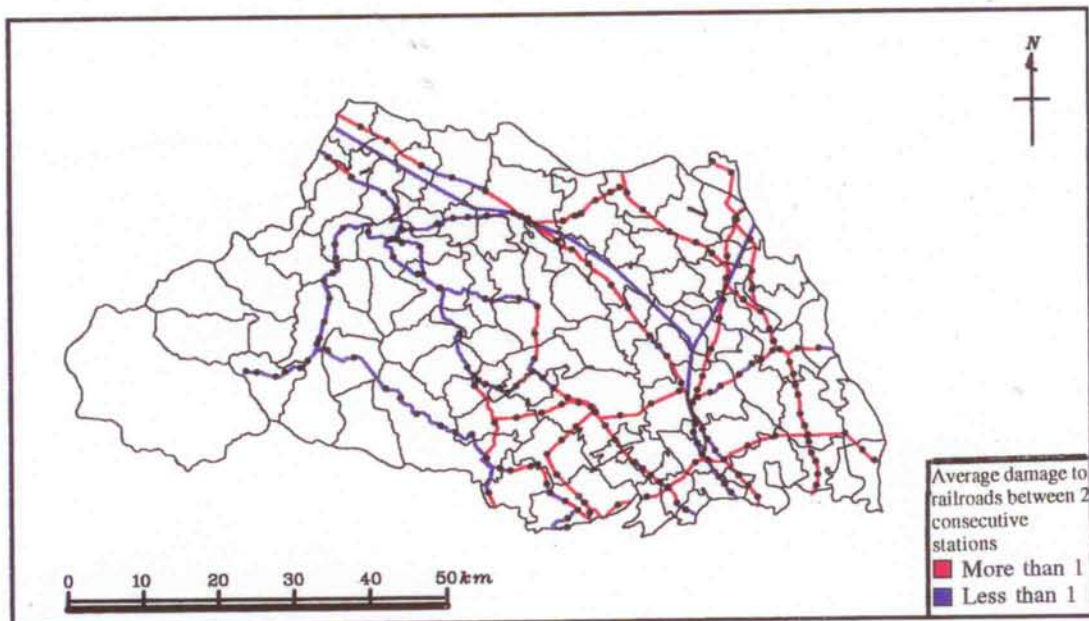 N
0 10 20 30 40 50 km
Average damage to
railroads between 2
consecutive
stations
More than 1
Less than 1